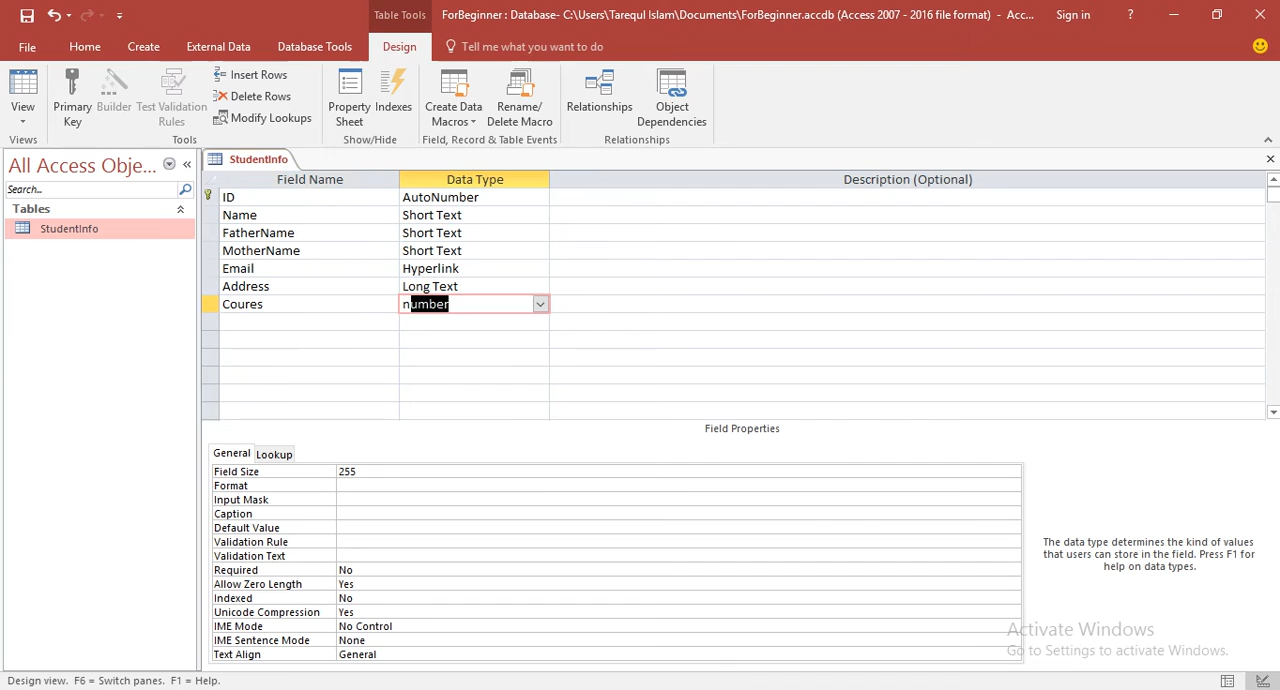 Table Tools
ForBeginner : Database- C:\Users\Tarequl Islam\Documents\ForBeginner.accdb (Access 2007 - 2016 file format) - Acc...
Sign in
?
File
Home
Create
External Data
Database Tools
Design
Tell me what you want to do
View
Primary Key
Builder
Test Validation Rules
Insert Rows
Delete Rows
Modify Lookups
Property Sheet
Indexes
Create Data Macros
Rename/ Delete Macro
Relationships
Object Dependencies
Views
Tools
Show/Hide
Field, Record & Table Events
Relationships
All Access Obje...
Search...
Tables
StudentInfo
StudentInfo
Field Name Data Type Description (Optional)
ID AutoNumber
Name Short Text
FatherName Short Text
MotherName Short Text
Email Hyperlink
Address Long Text
Coures number
Field Properties
General Lookup
Field Size 255
Format
Input Mask
Caption
Default Value
Validation Rule
Validation Text
Required No
Allow Zero Length Yes
Indexed No
Unicode Compression Yes
IME Mode No Control
IME Sentence Mode None
Text Align General
The data type determines the kind of values
that users can store in the field. Press F1 for
help on data types.
Activate Windows
Go to Settings to activate Windows.
Design view. F6 = Switch panes. F1 = Help.